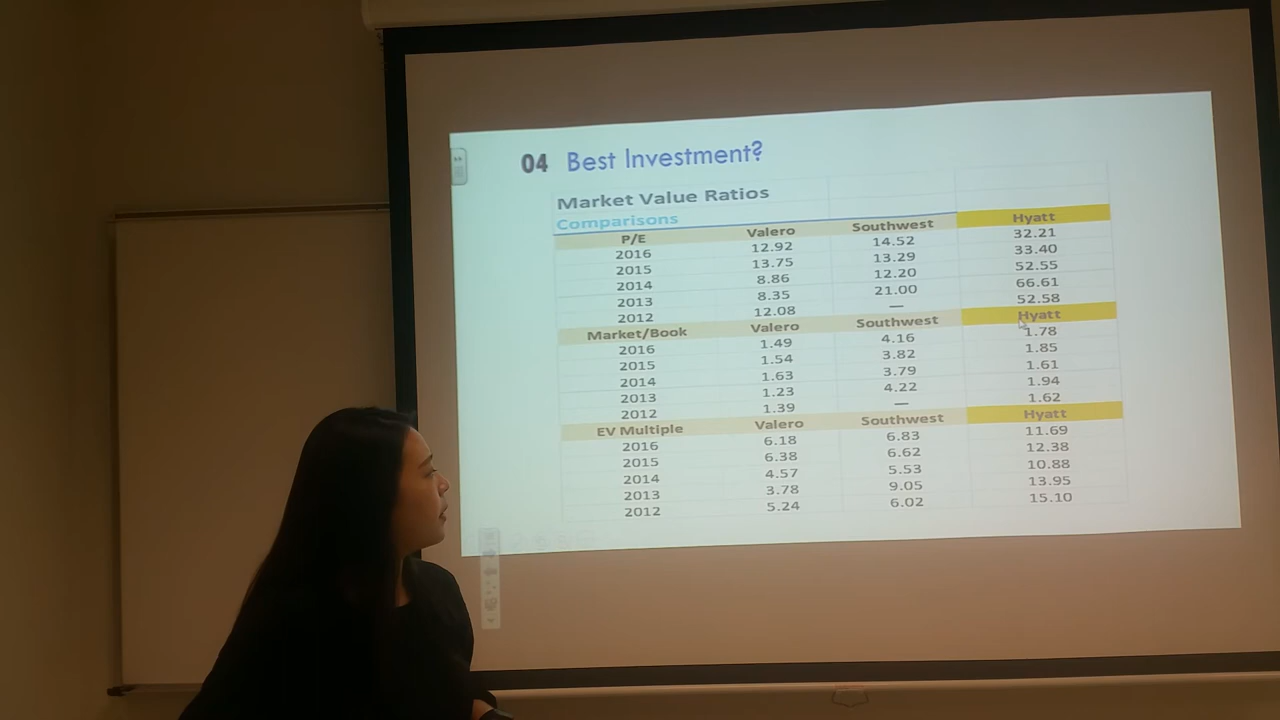 04 Best Investment?
Market Value Ratios
Comparisons
P/E Valero Southwest Hyatt
2016 12.92 14.52 32.21
2015 13.75 13.29 33.40
2014 8.86 12.20 52.55
2013 8.35 21.00 66.61
2012 12.08 — 52.58
Market/Book Valero Southwest Hyatt
2016 1.49 4.16 1.78
2015 1.54 3.82 1.85
2014 1.63 3.79 1.61
2013 1.23 4.22 1.94
2012 1.39 — 1.62
EV Multiple Valero Southwest Hyatt
2016 6.18 6.83 11.69
2015 6.38 6.62 12.38
2014 4.57 5.53 10.88
2013 3.78 9.05 13.95
2012 5.24 6.02 15.10